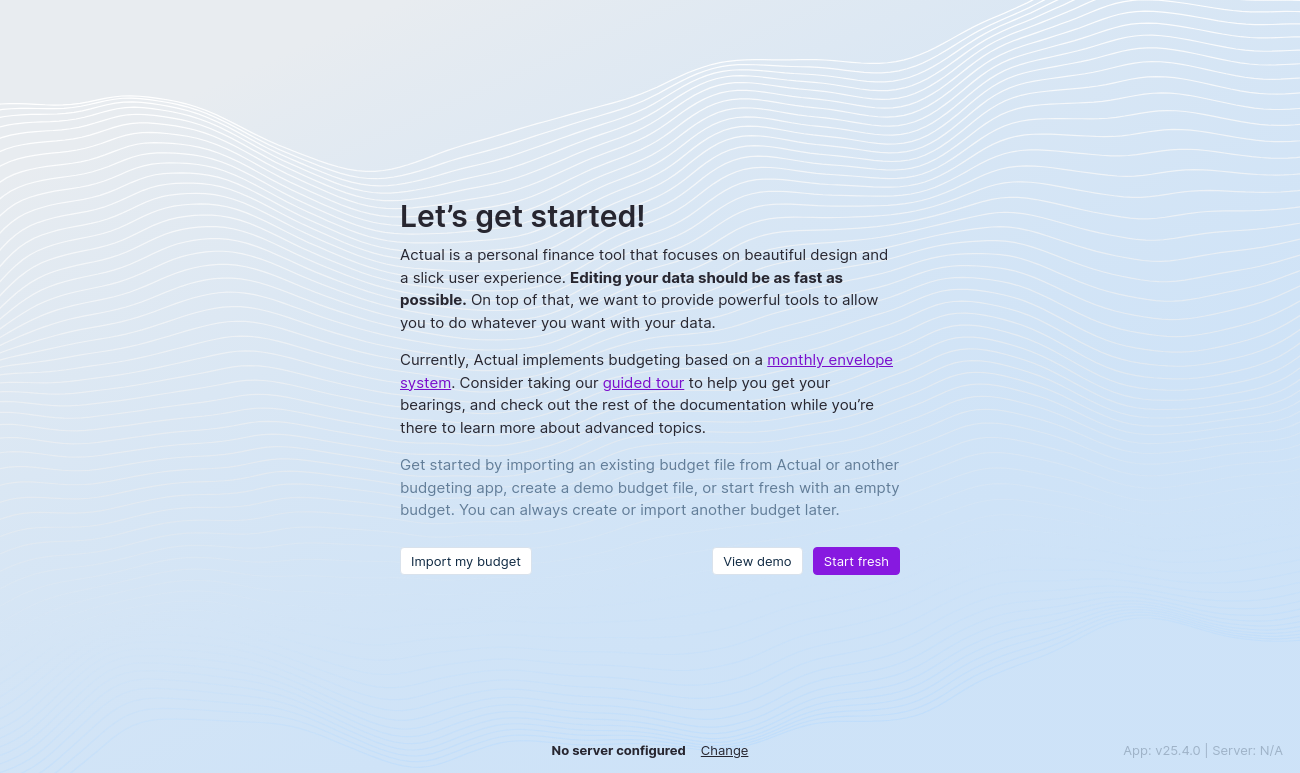 Let’s get started!
Actual is a personal finance tool that focuses on beautiful design and
a slick user experience. Editing your data should be as fast as
possible. On top of that, we want to provide powerful tools to allow
you to do whatever you want with your data.
Currently, Actual implements budgeting based on a monthly envelope
system. Consider taking our guided tour to help you get your
bearings, and check out the rest of the documentation while you’re
there to learn more about advanced topics.
Get started by importing an existing budget file from Actual or another
budgeting app, create a demo budget file, or start fresh with an empty
budget. You can always create or import another budget later.
Import my budget View demo Start fresh
No server configured Change App: v25.4.0 | Server: N/A